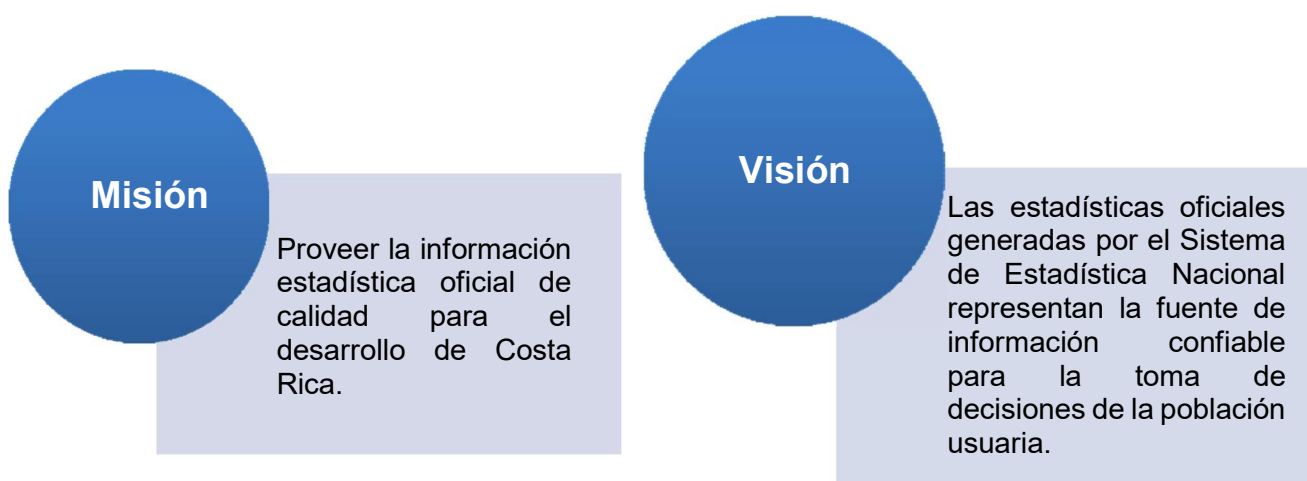 Misión
Proveer la información
estadística oficial de
calidad para el
desarrollo de Costa
Rica.
Visión
Las estadísticas oficiales
generadas por el Sistema
de Estadística Nacional
representan la fuente de
información confiable
para la toma de
decisiones de la población
usuaria.